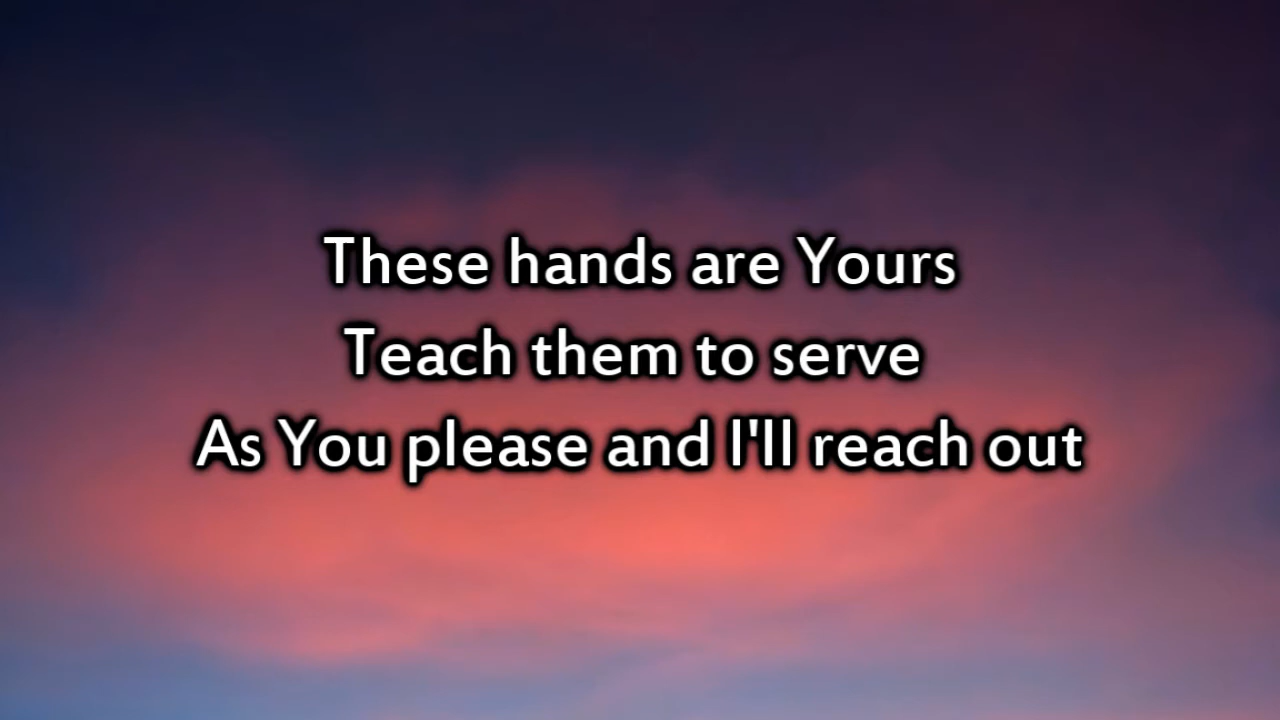 These hands are Yours
Teach them to serve
As You please and I'll reach out